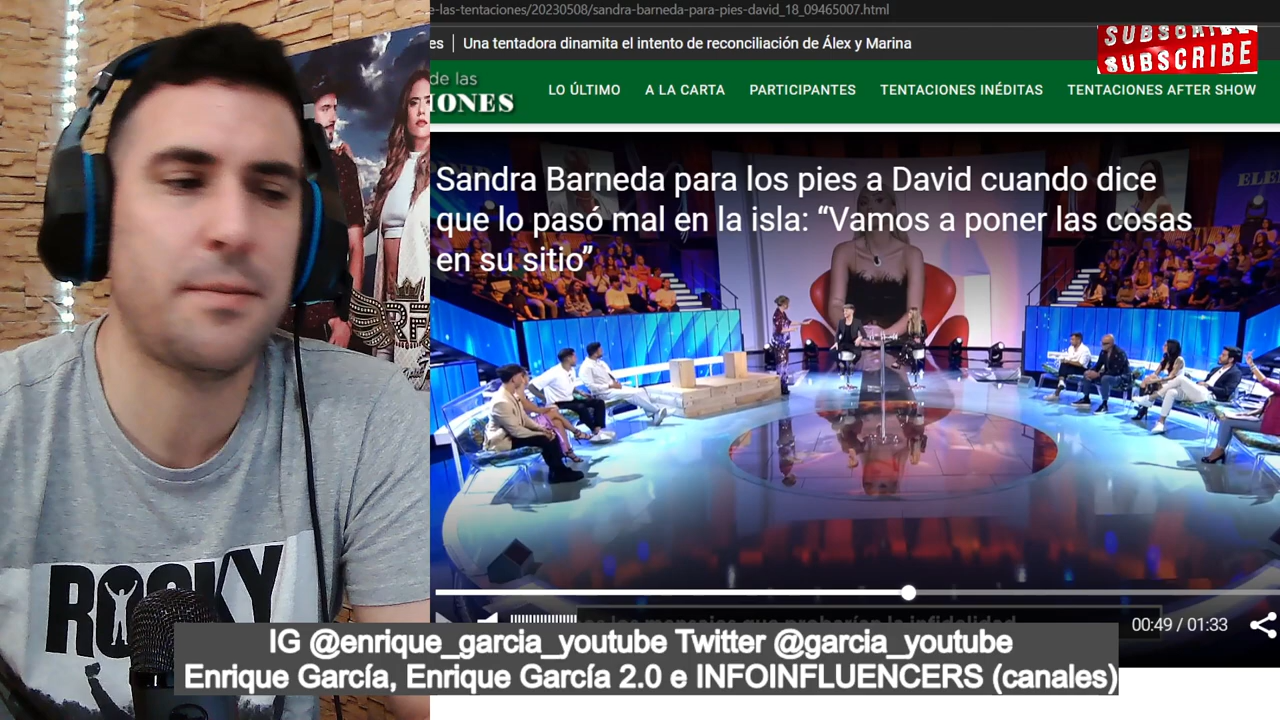 e-las-tentaciones/20230508/sandra-barneda-para-pies-david_18_09465007.html
es | Una tentadora dinamita el intento de reconciliación de Álex y Marina
SUBSCRIBE
SUBSCRIBE
de las
IONES
LO ÚLTIMO A LA CARTA PARTICIPANTES TENTACIONES INÉDITAS TENTACIONES AFTER SHOW
Sandra Barneda para los pies a David cuando dice
que lo pasó mal en la isla: “Vamos a poner las cosas
en su sitio”
ELE
ROCKY
00:49 / 01:33
IG @enrique_garcia_youtube Twitter @garcia_youtube
Enrique García, Enrique García 2.0 e INFOINFLUENCERS (canales)